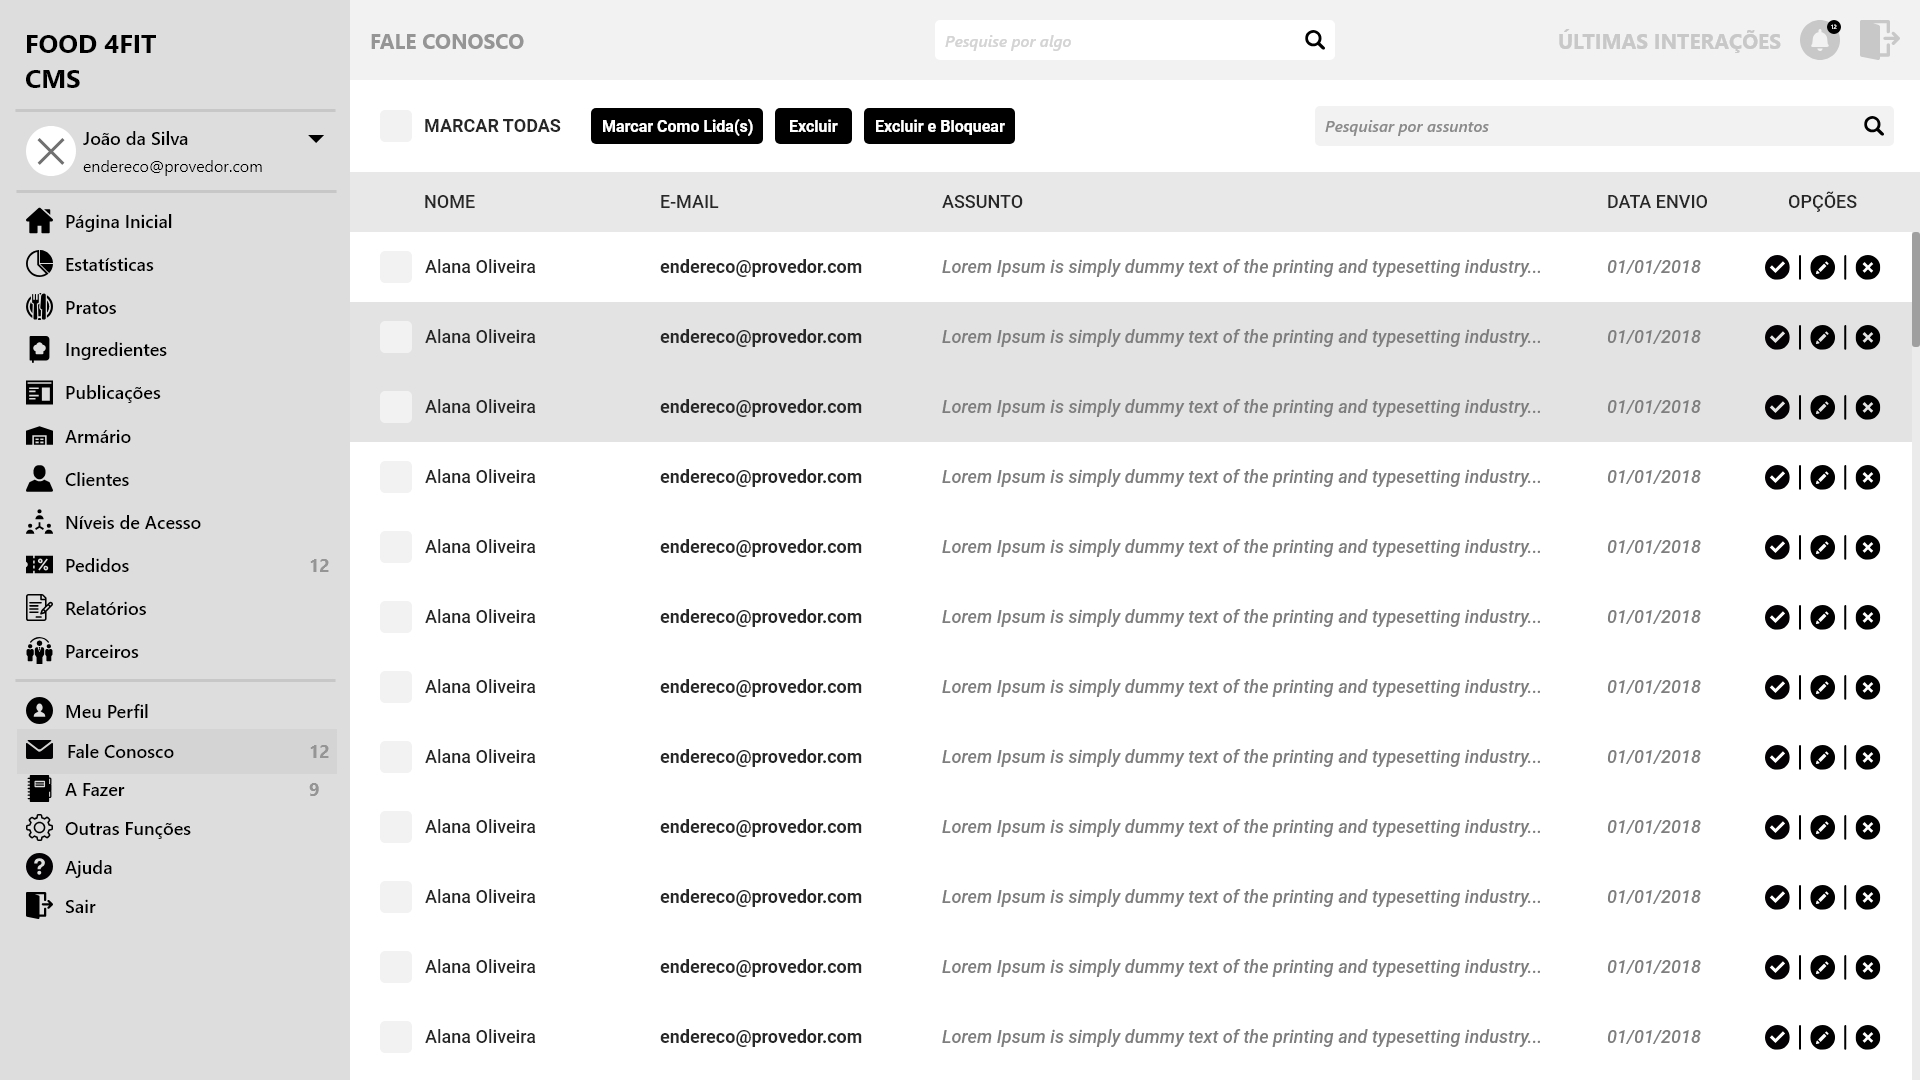 FOOD 4FIT
CMS
João da Silva
endereco@provedor.com
Página Inicial
Estatísticas
Pratos
Ingredientes
Publicações
Armário
Clientes
Níveis de Acesso
Pedidos 12
Relatórios
Parceiros
Meu Perfil
Fale Conosco 12
A Fazer 9
Outras Funções
Ajuda
Sair
FALE CONOSCO Pesquise por algo ÚLTIMAS INTERAÇÕES 12
MARCAR TODAS Marcar Como Lida(s) Excluir Excluir e Bloquear Pesquisar por assuntos
NOME E-MAIL ASSUNTO DATA ENVIO OPÇÕES
Alana Oliveira endereco@provedor.com Lorem Ipsum is simply dummy text of the printing and typesetting industry... 01/01/2018
Alana Oliveira endereco@provedor.com Lorem Ipsum is simply dummy text of the printing and typesetting industry... 01/01/2018
Alana Oliveira endereco@provedor.com Lorem Ipsum is simply dummy text of the printing and typesetting industry... 01/01/2018
Alana Oliveira endereco@provedor.com Lorem Ipsum is simply dummy text of the printing and typesetting industry... 01/01/2018
Alana Oliveira endereco@provedor.com Lorem Ipsum is simply dummy text of the printing and typesetting industry... 01/01/2018
Alana Oliveira endereco@provedor.com Lorem Ipsum is simply dummy text of the printing and typesetting industry... 01/01/2018
Alana Oliveira endereco@provedor.com Lorem Ipsum is simply dummy text of the printing and typesetting industry... 01/01/2018
Alana Oliveira endereco@provedor.com Lorem Ipsum is simply dummy text of the printing and typesetting industry... 01/01/2018
Alana Oliveira endereco@provedor.com Lorem Ipsum is simply dummy text of the printing and typesetting industry... 01/01/2018
Alana Oliveira endereco@provedor.com Lorem Ipsum is simply dummy text of the printing and typesetting industry... 01/01/2018
Alana Oliveira endereco@provedor.com Lorem Ipsum is simply dummy text of the printing and typesetting industry... 01/01/2018
Alana Oliveira endereco@provedor.com Lorem Ipsum is simply dummy text of the printing and typesetting industry... 01/01/2018